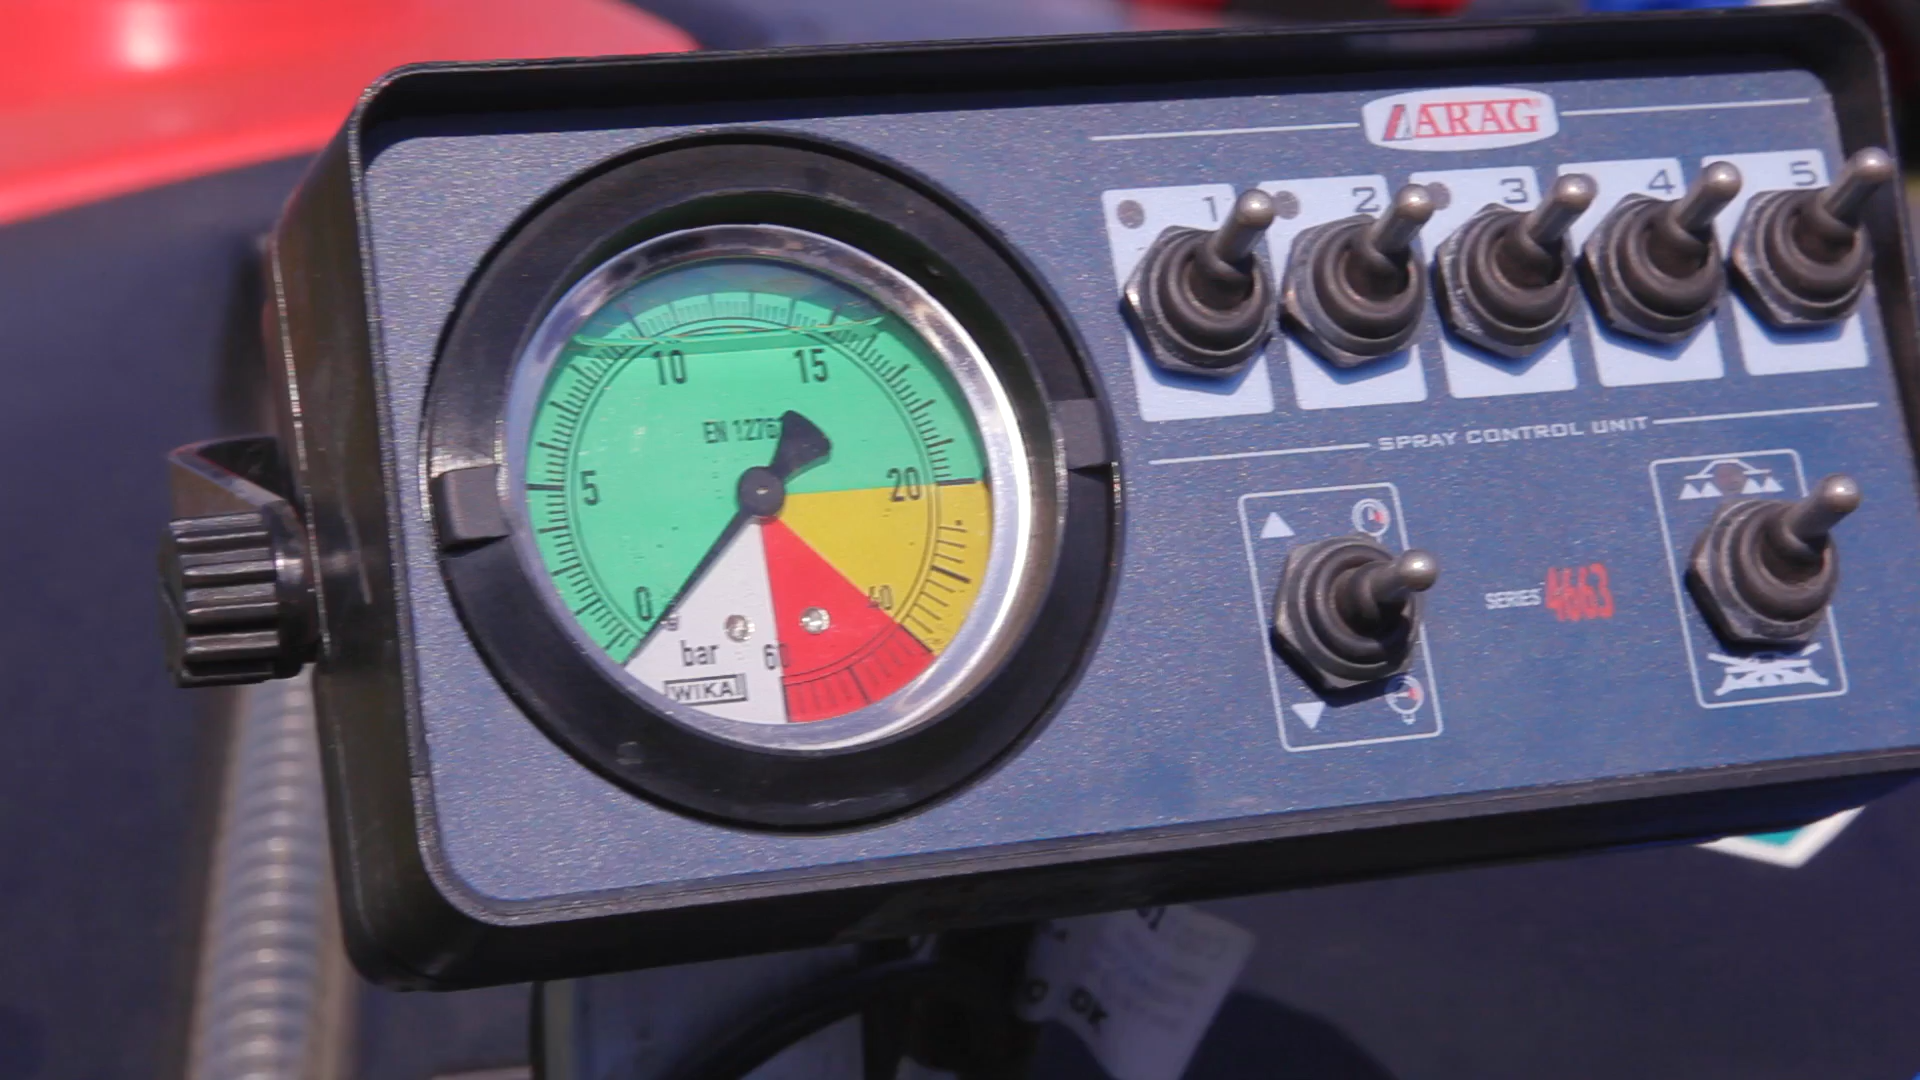 ARAG
1 2 3 4 5
10 15
EN 1276
5 20
0 40
bar 60
WIKA
SPRAY CONTROL UNIT
SERIES 4663
DK